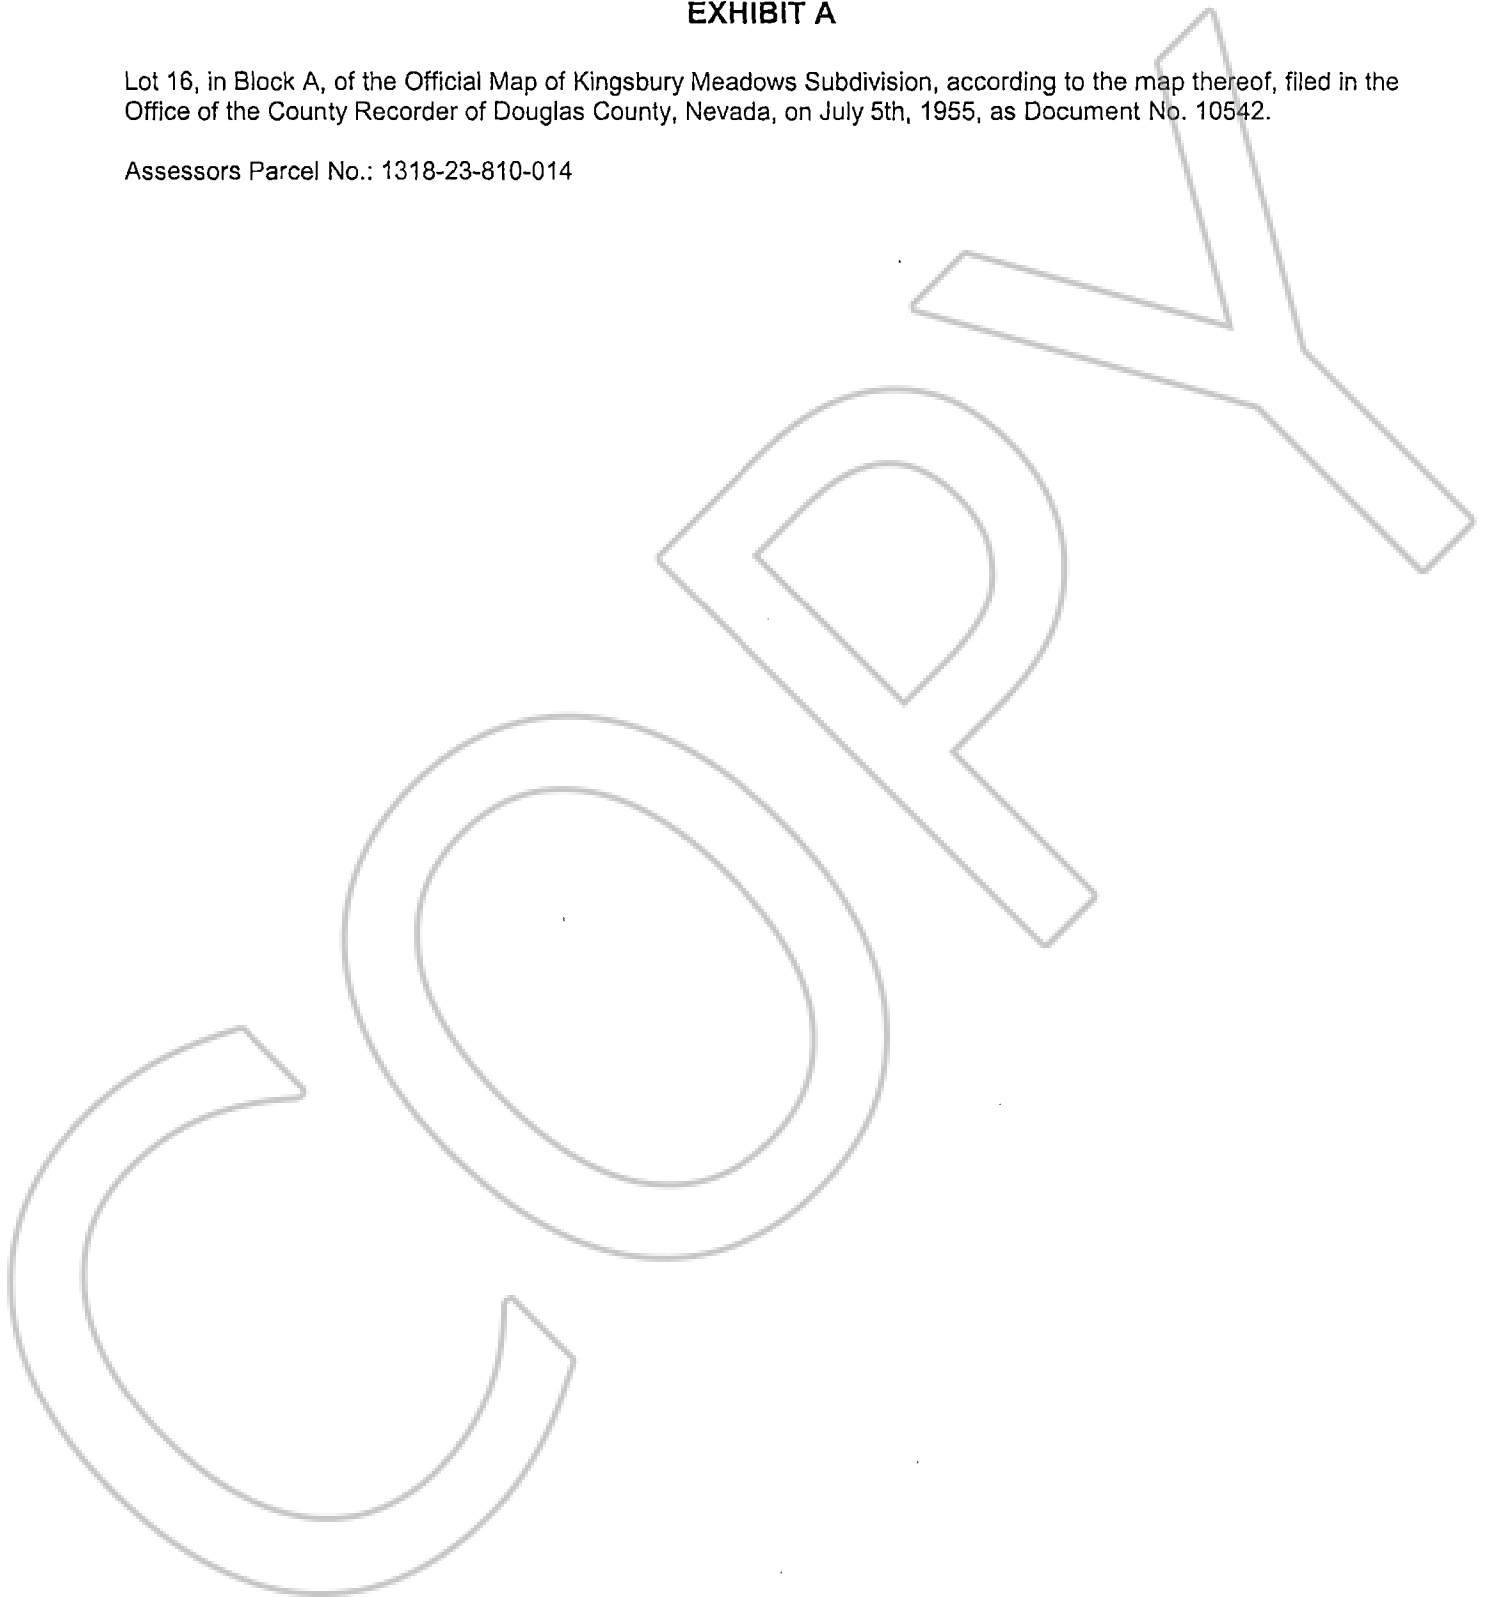 EXHIBIT A
Lot 16, in Block A, of the Official Map of Kingsbury Meadows Subdivision, according to the map thereof, filed in the
Office of the County Recorder of Douglas County, Nevada, on July 5th, 1955, as Document No. 10542.
Assessors Parcel No.: 1318-23-810-014
COPY